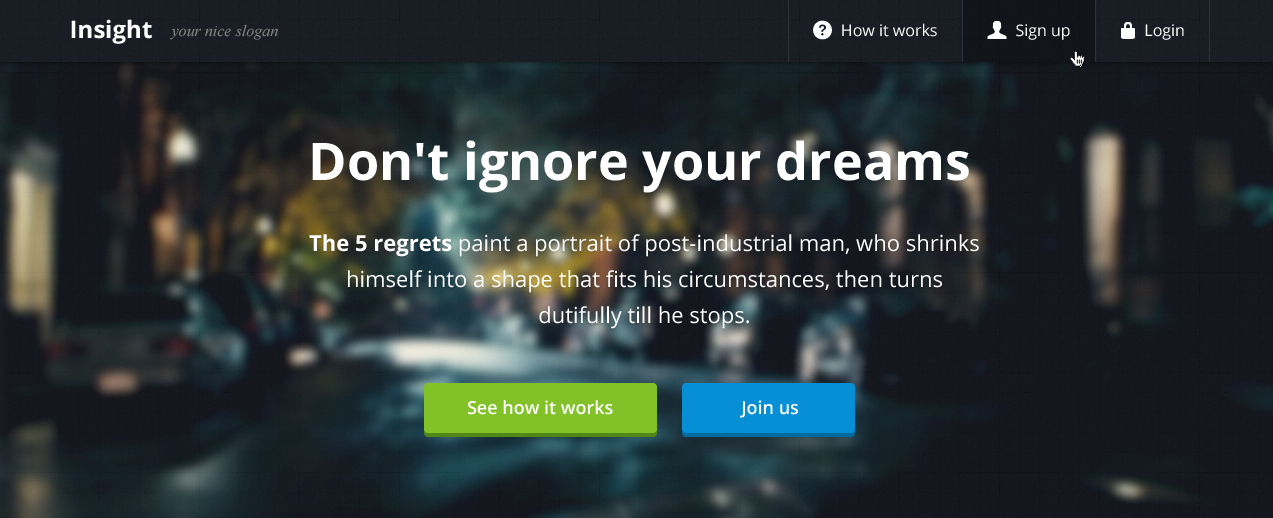 Insight your nice slogan How it works Sign up Login
Don't ignore your dreams
The 5 regrets paint a portrait of post-industrial man, who shrinks
himself into a shape that fits his circumstances, then turns
dutifully till he stops.
See how it works Join us